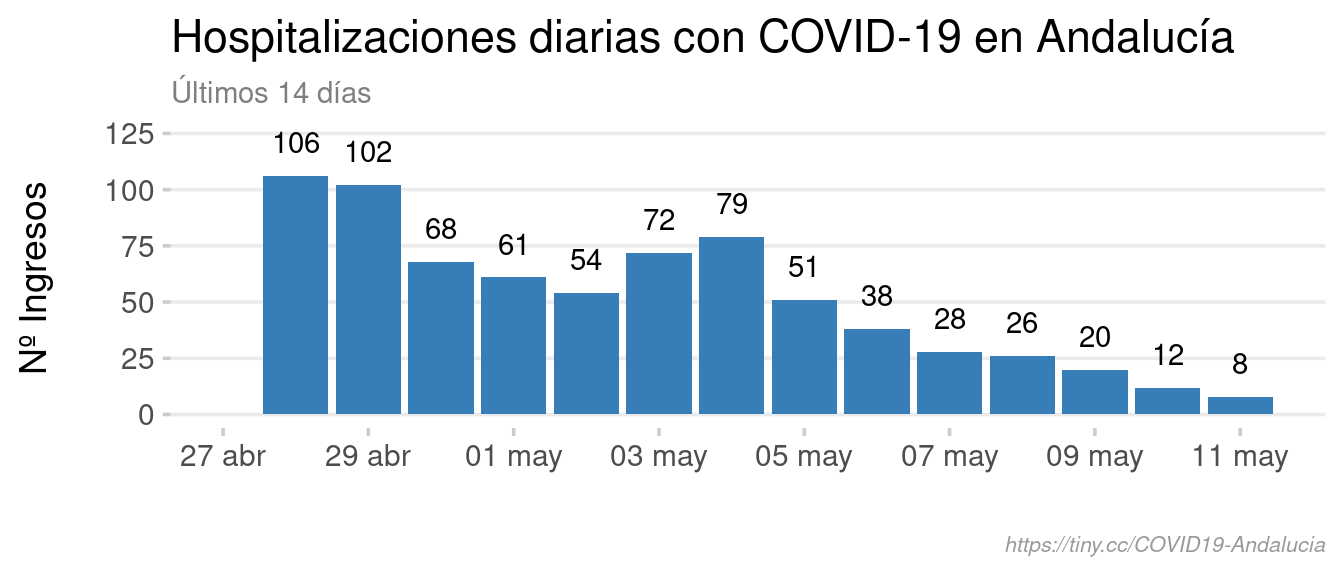 Hospitalizaciones diarias con COVID-19 en Andalucía
Últimos 14 días
Nº Ingresos
125
100
75
50
25
0
106
102
68
61
54
72
79
51
38
28
26
20
12
8
27 abr
29 abr
01 may
03 may
05 may
07 may
09 may
11 may
https://tiny.cc/COVID19-Andalucia